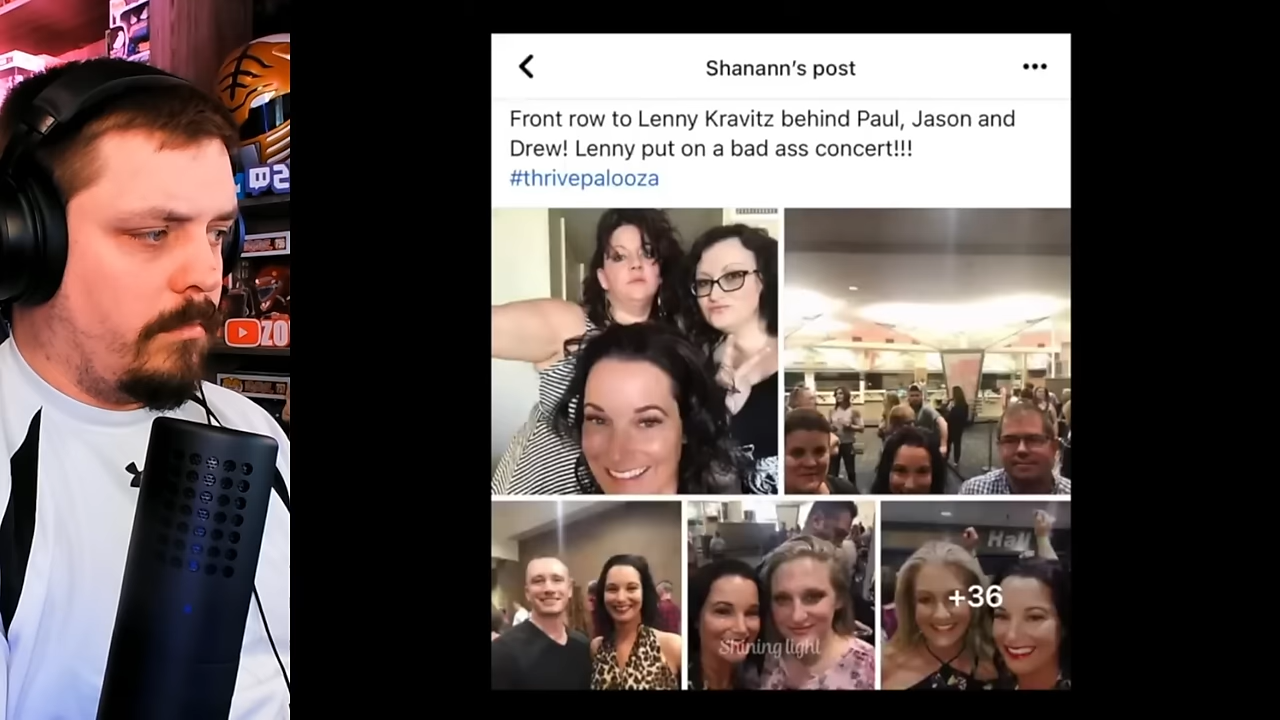 Shanann's post
Front row to Lenny Kravitz behind Paul, Jason and
Drew! Lenny put on a bad ass concert!!!
#thrivepalooza
Hall
+36
Shining light
ZO